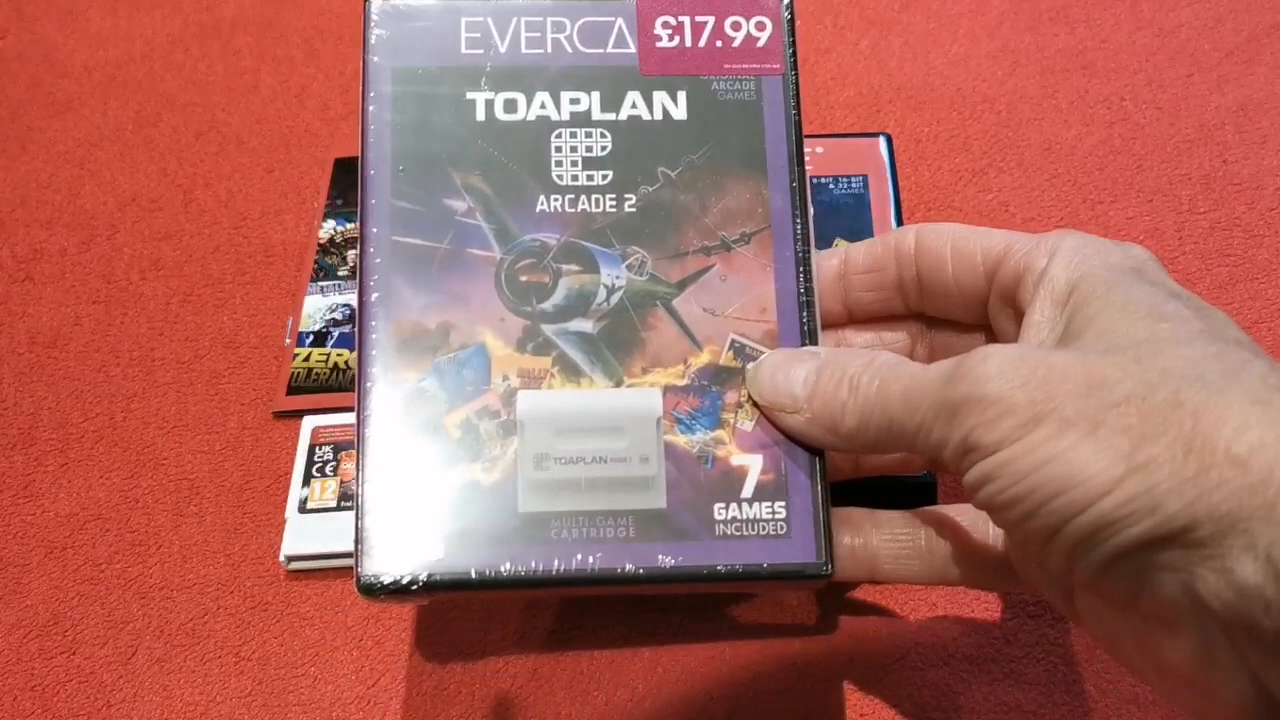 EVERCA
£17.99
ORIGINAL
ARCADE
GAMES
TOAPLAN
ARCADE 2
8-BIT, 16-BIT
& 32-BIT
GAMES
ZERO
TOLERANC
UK
CA
CE
12
TOAPLAN
7
GAMES
INCLUDED
MULTI-GAME
CARTRIDGE